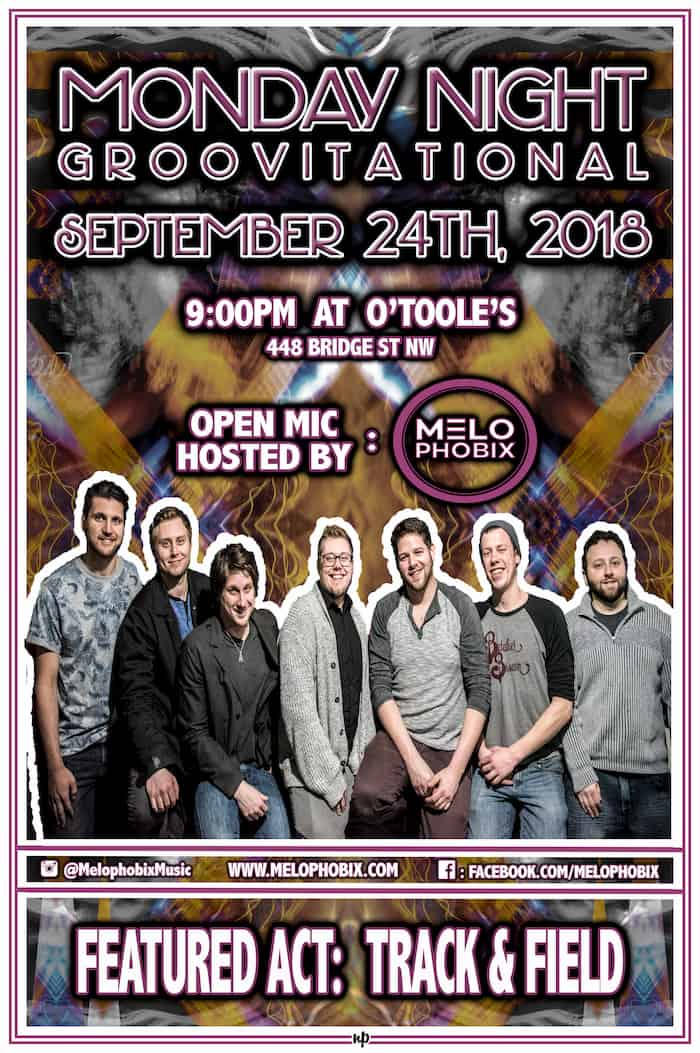 MONDAY NIGHT
GROOVITATIONAL
SEPTEMBER 24TH, 2018
9:00PM AT O'TOOLE'S
448 BRIDGE ST NW
OPEN MIC
HOSTED BY :
MELO
PHOBIX
@MelophobixMusic WWW.MELOPHOBIX.COM f : FACEBOOK.COM/MELOPHOBIX
FEATURED ACT: TRACK & FIELD